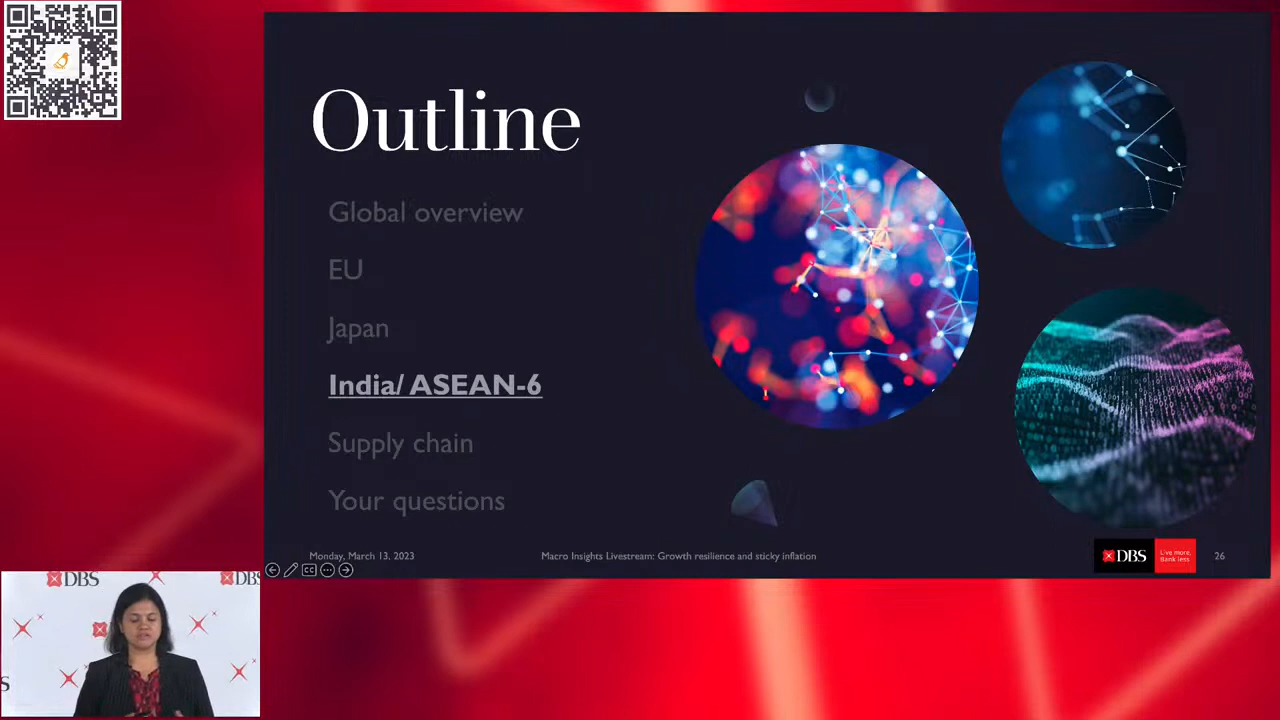 Outline
Global overview
EU
Japan
India/ ASEAN-6
Supply chain
Your questions
Monday, March 13, 2023
Macro Insights Livestream: Growth resilience and sticky inflation
DBS
Live more,
Bank less
26
CC
DBS
DBS
S